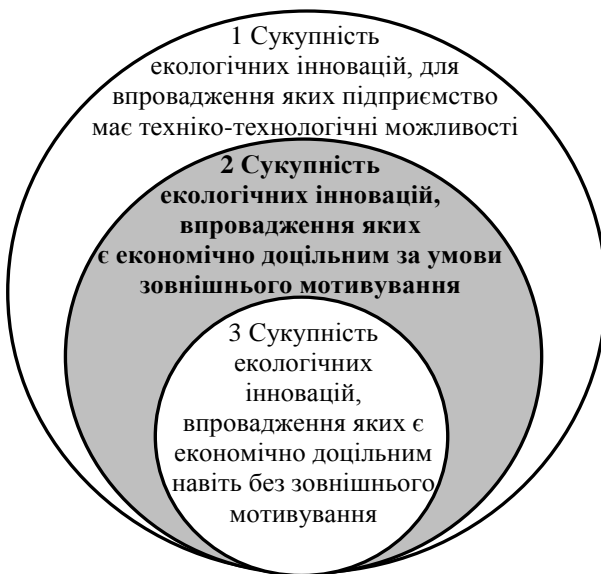 1 Сукупність
екологічних інновацій, для
впровадження яких підприємство
має техніко-технологічні можливості
2 Сукупність
екологічних інновацій,
впровадження яких
є економічно доцільним за умови
зовнішнього мотивування
3 Сукупність
екологічних
інновацій,
впровадження яких є
економічно доцільним
навіть без зовнішнього
мотивування